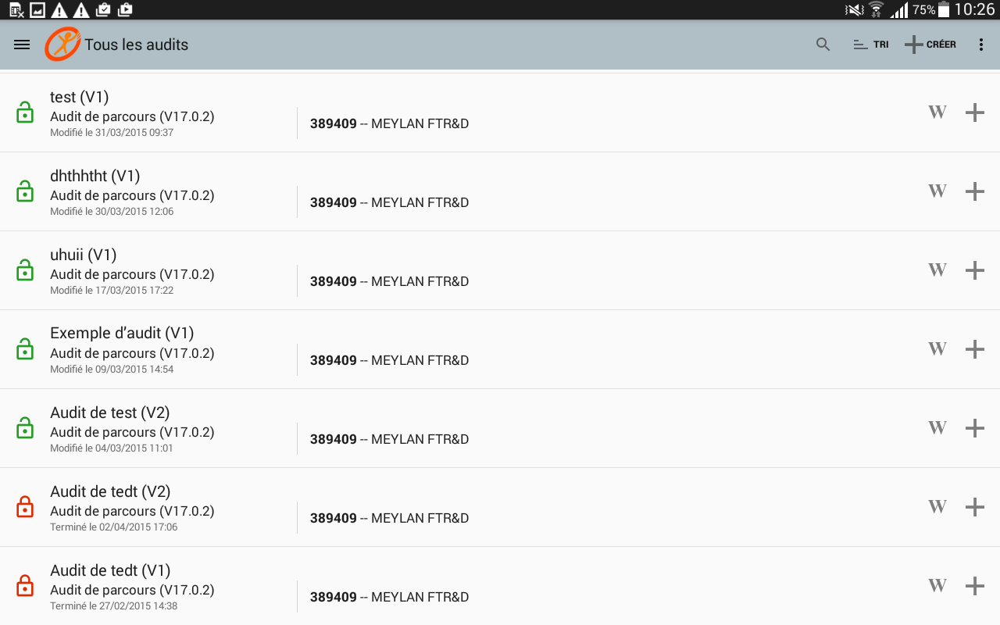 75% 10:26
Tous les audits TRI CRÉER
test (V1)
Audit de parcours (V17.0.2)
Modifié le 31/03/2015 09:37
389409 -- MEYLAN FTR&D W
dhthhtht (V1)
Audit de parcours (V17.0.2)
Modifié le 30/03/2015 12:06
389409 -- MEYLAN FTR&D W
uhuii (V1)
Audit de parcours (V17.0.2)
Modifié le 17/03/2015 17:22
389409 -- MEYLAN FTR&D W
Exemple d’audit (V1)
Audit de parcours (V17.0.2)
Modifié le 09/03/2015 14:54
389409 -- MEYLAN FTR&D W
Audit de test (V2)
Audit de parcours (V17.0.2)
Modifié le 04/03/2015 11:01
389409 -- MEYLAN FTR&D W
Audit de tedt (V2)
Audit de parcours (V17.0.2)
Terminé le 02/04/2015 17:06
389409 -- MEYLAN FTR&D W
Audit de tedt (V1)
Audit de parcours (V17.0.2)
Terminé le 27/02/2015 14:38
389409 -- MEYLAN FTR&D W